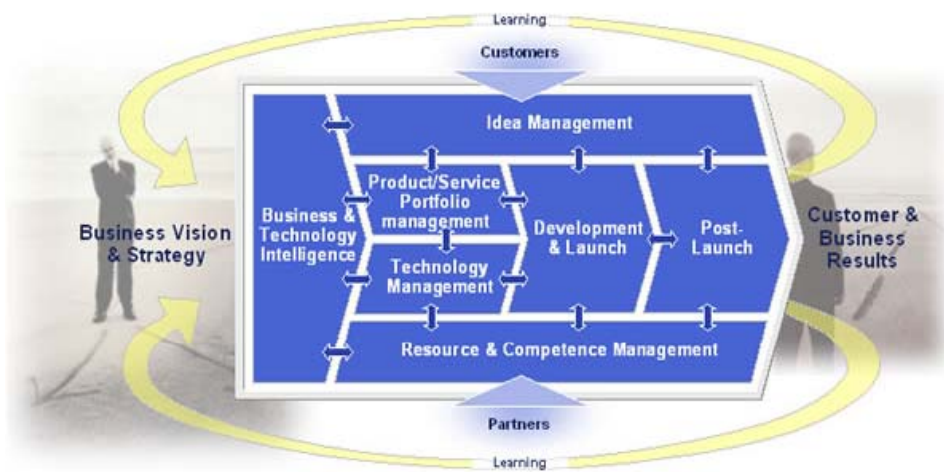 Learning
Customers
Idea Management
Product/Service
Portfolio
management
Business &
Technology
Intelligence
Technology
Management
Development
& Launch
Post-
Launch
Business Vision
& Strategy
Customer &
Business
Results
Resource & Competence Management
Partners
Learning